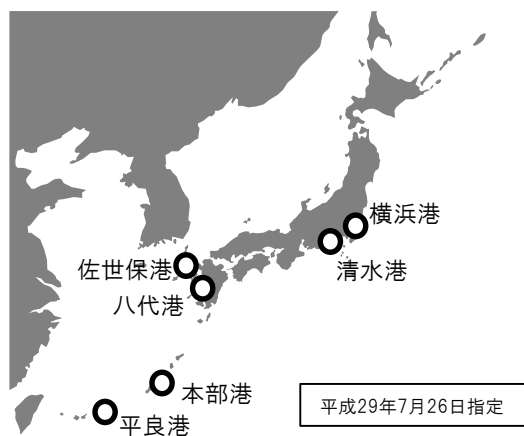 横浜港
清水港
佐世保港
八代港
本部港
平良港
平成29年7月26日指定